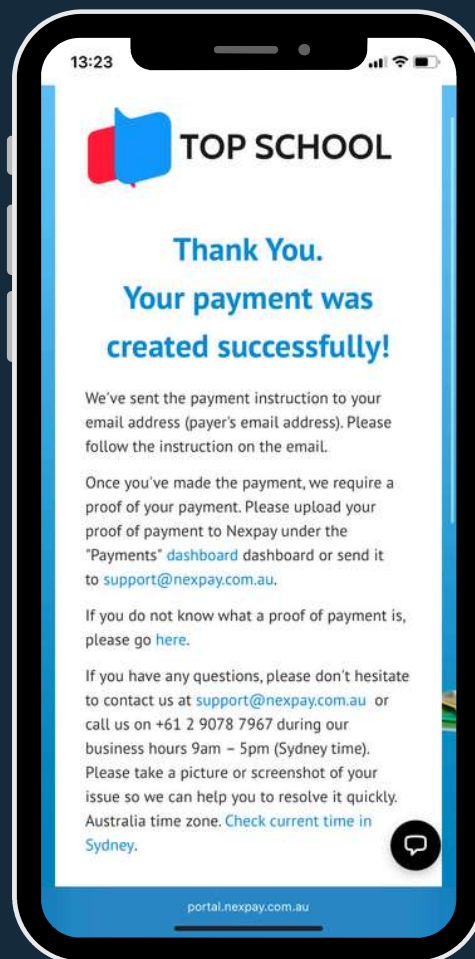 13:23
TOP SCHOOL
Thank You.
Your payment was
created successfully!
We've sent the payment instruction to your
email address (payer's email address). Please
follow the instruction on the email.
Once you've made the payment, we require a
proof of your payment. Please upload your
proof of payment to Nexpay under the
"Payments" dashboard dashboard or send it
to support@nexpay.com.au.
If you do not know what a proof of payment is,
please go here.
If you have any questions, please don't hesitate
to contact us at support@nexpay.com.au or
call us on +61 2 9078 7967 during our
business hours 9am – 5pm (Sydney time).
Please take a picture or screenshot of your
issue so we can help you to resolve it quickly.
Australia time zone. Check current time in
Sydney.
portal.nexpay.com.au